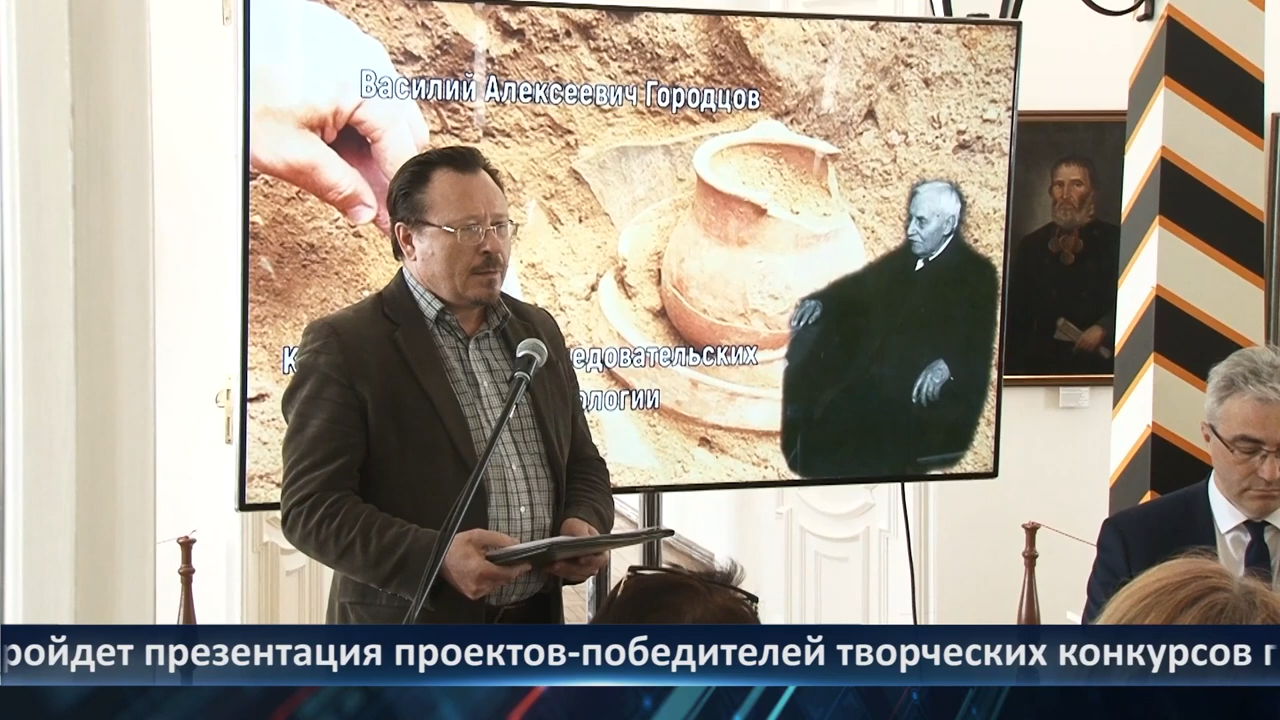 Василий Алексеевич Городцов
едовательских
ологии
ройдет презентация проектов-победителей творческих конкурсов